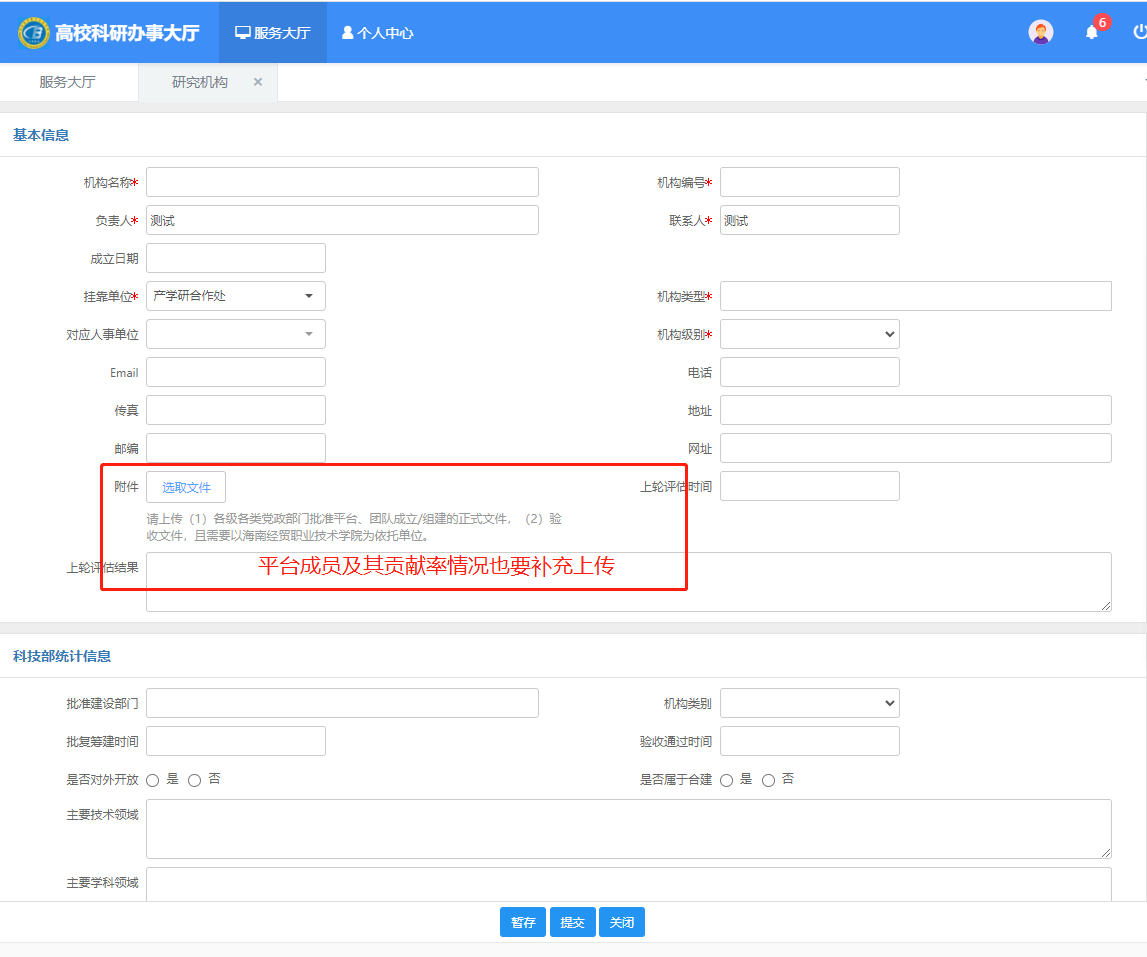 高校科研办事大厅
服务大厅
个人中心
6
服务大厅
研究机构 ×
基本信息
机构名称*
机构编号*
负责人* 测试
联系人* 测试
成立日期
挂靠单位* 产学研合作处
机构类型*
对应人事单位
机构级别*
Email
电话
传真
地址
邮编
网址
附件 选取文件
上轮评估时间
请上传（1）各级各类党政部门批准平台、团队成立/组建的正式文件，（2）验
收文件，且需要以海南经贸职业技术学院为依托单位。
上轮评估结果
平台成员及其贡献率情况也要补充上传
科技部统计信息
批准建设部门
机构类别
批复筹建时间
验收通过时间
是否对外开放 是 否
是否属于合建 是 否
主要技术领域
主要学科领域
暂存 提交 关闭